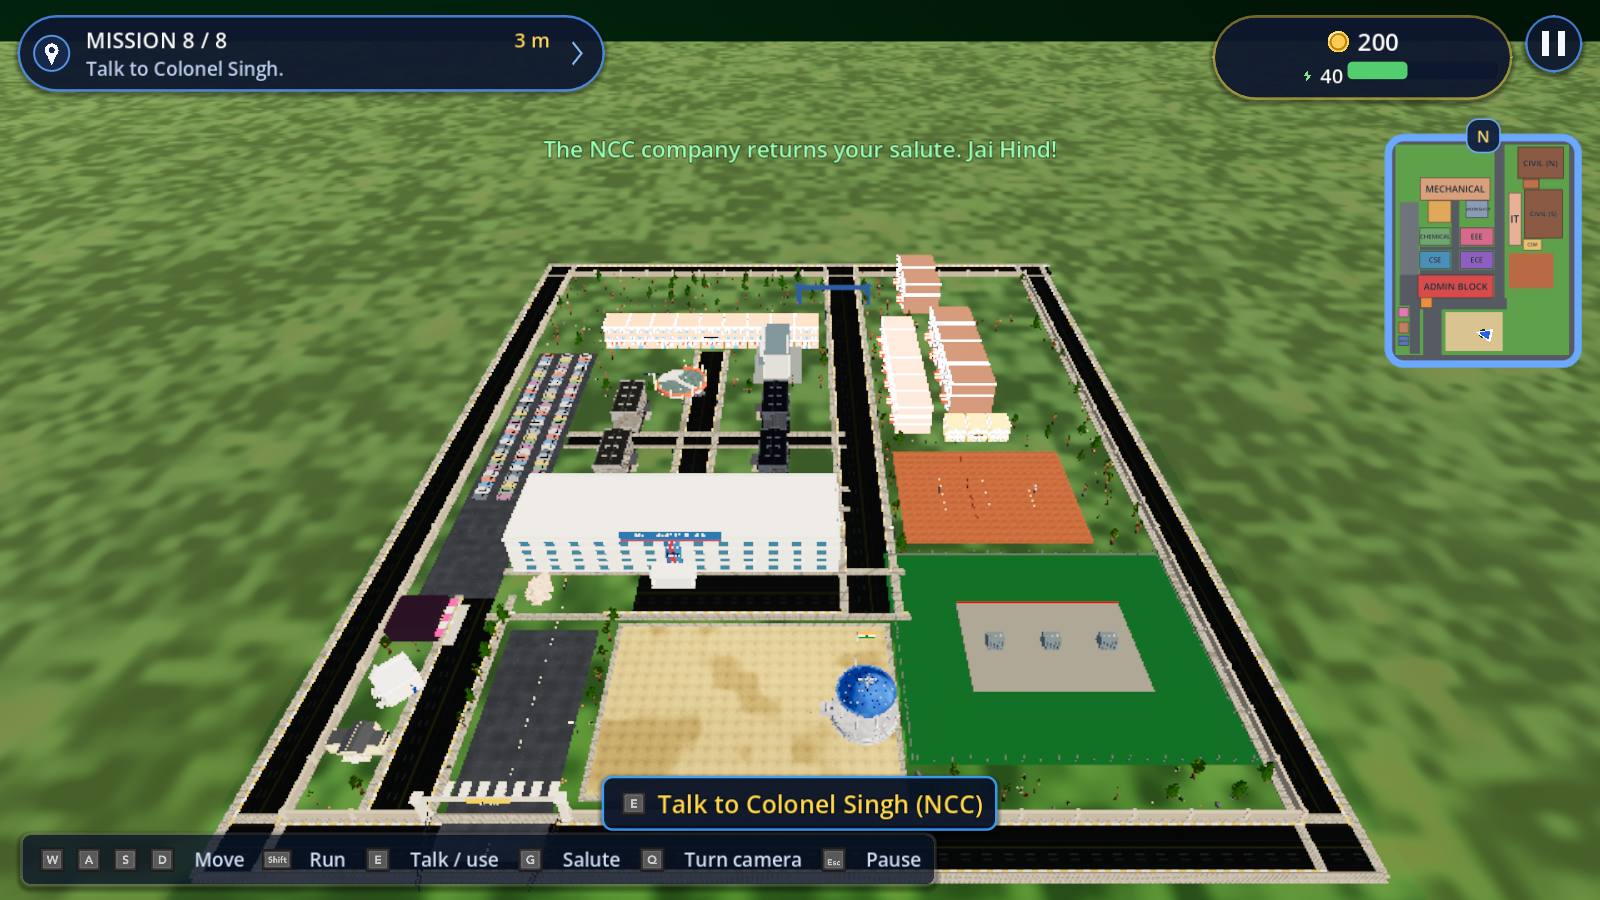 MISSION 8 / 8
3 m
Talk to Colonel Singh.
200
40
The NCC company returns your salute. Jai Hind!
N
CIVIL (N)
MECHANICAL
IT
CIVIL (S)
CHEMICAL
EEE
CSE
ECE
ADMIN BLOCK
E Talk to Colonel Singh (NCC)
W A S D Move Shift Run E Talk / use G Salute Q Turn camera Esc Pause